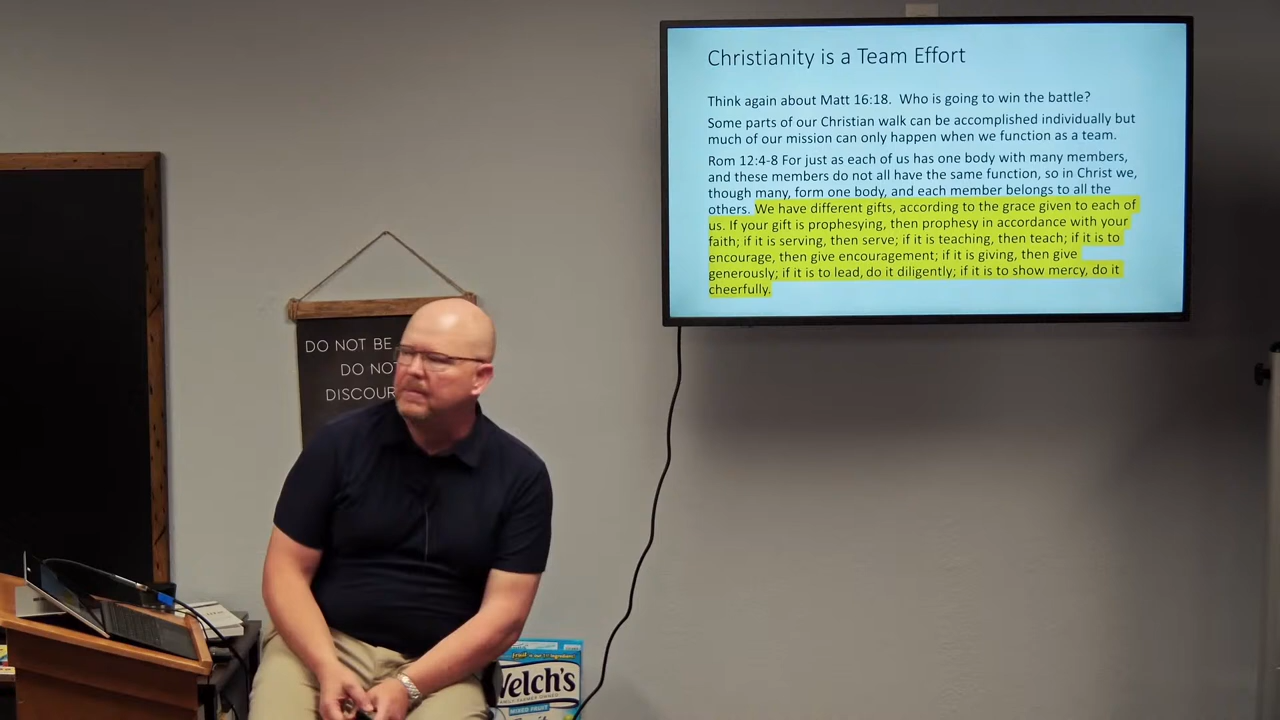 Christianity is a Team Effort
Think again about Matt 16:18. Who is going to win the battle?
Some parts of our Christian walk can be accomplished individually but
much of our mission can only happen when we function as a team.
Rom 12:4-8 For just as each of us has one body with many members,
and these members do not all have the same function, so in Christ we,
though many, form one body, and each member belongs to all the
others. We have different gifts, according to the grace given to each of
us. If your gift is prophesying, then prophesy in accordance with your
faith; if it is serving, then serve; if it is teaching, then teach; if it is to
encourage, then give encouragement; if it is giving, then give
generously; if it is to lead, do it diligently; if it is to show mercy, do it
cheerfully.
DO NOT BE
DO NOT
DISCOUR
Welch's
MIXED FRUIT